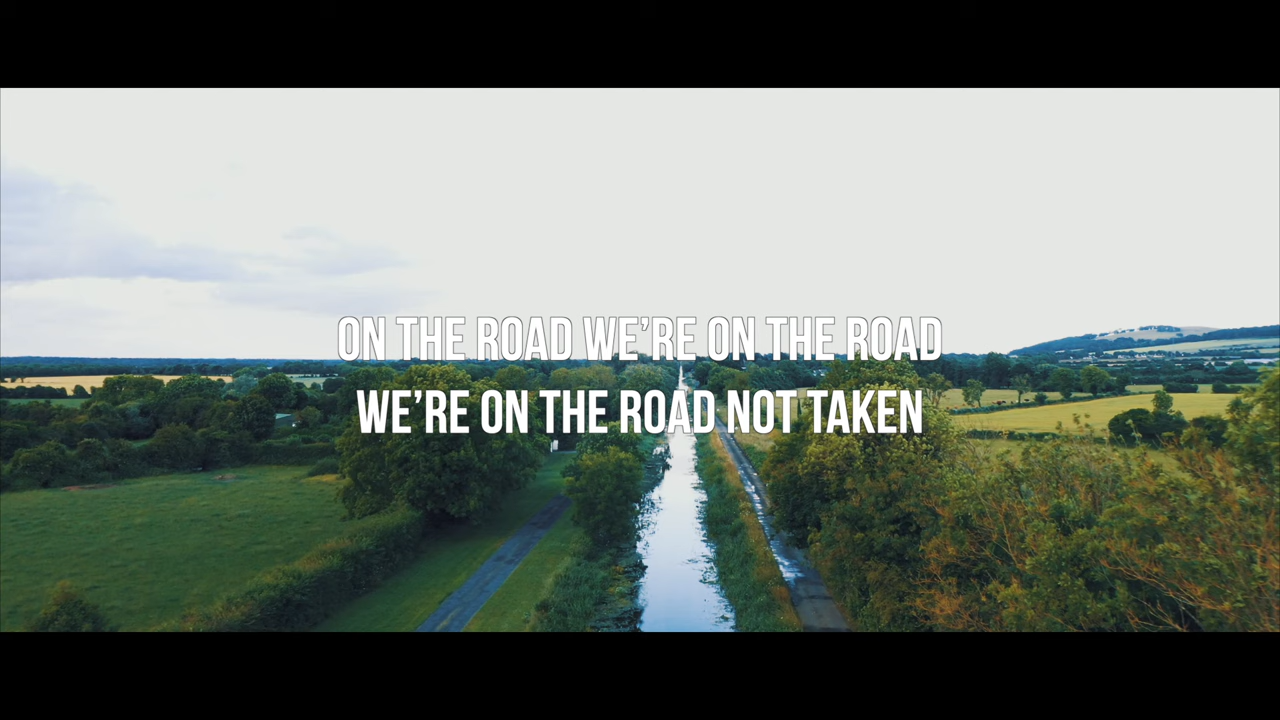 ON THE ROAD WE'RE ON THE ROAD
WE'RE ON THE ROAD NOT TAKEN